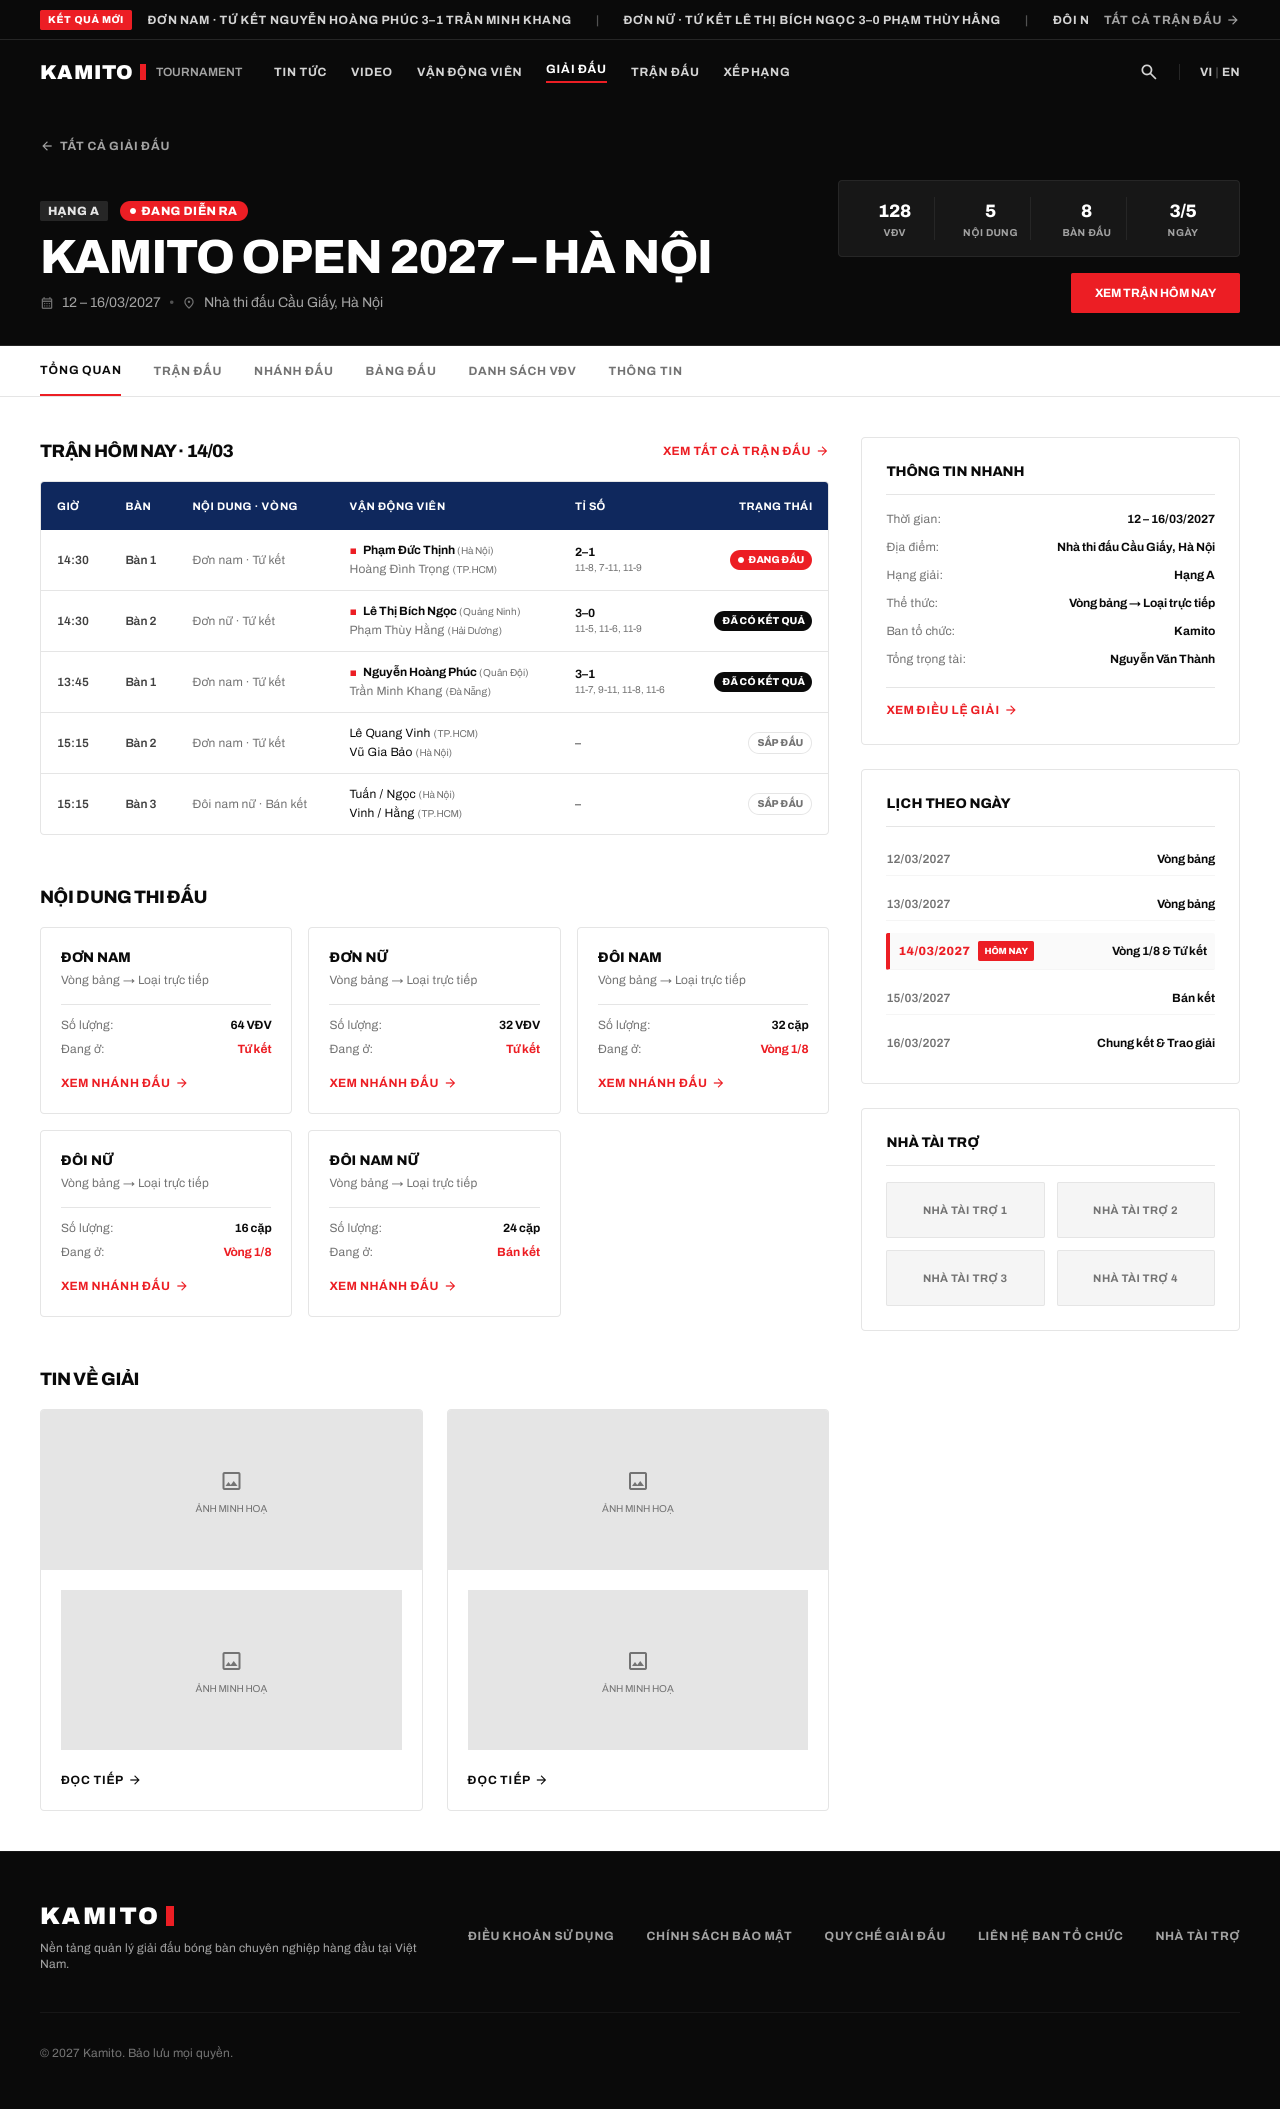 KẾT QUẢ MỚI ĐƠN NAM · TỨ KẾT NGUYỄN HOÀNG PHÚC 3–1 TRẦN MINH KHANG | ĐƠN NỮ · TỨ KẾT LÊ THỊ BÍCH NGỌC 3–0 PHẠM THÙY HẰNG | ĐÔI N TẤT CẢ TRẬN ĐẤU →
KAMITO TOURNAMENT TIN TỨC VIDEO VẬN ĐỘNG VIÊN GIẢI ĐẤU TRẬN ĐẤU XẾP HẠNG VI | EN
← TẤT CẢ GIẢI ĐẤU
HẠNG A ĐANG DIỄN RA
KAMITO OPEN 2027 – HÀ NỘI
12 – 16/03/2027 • Nhà thi đấu Cầu Giấy, Hà Nội
128 5 8 3/5
VĐV NỘI DUNG BÀN ĐẤU NGÀY
XEM TRẬN HÔM NAY
TỔNG QUAN TRẬN ĐẤU NHÁNH ĐẤU BẢNG ĐẤU DANH SÁCH VĐV THÔNG TIN
TRẬN HÔM NAY · 14/03 XEM TẤT CẢ TRẬN ĐẤU →
GIỜ BÀN NỘI DUNG · VÒNG VẬN ĐỘNG VIÊN TỈ SỐ TRẠNG THÁI
14:30 Bàn 1 Đơn nam · Tứ kết Phạm Đức Thịnh (Hà Nội) 2–1 ĐANG ĐẤU
Hoàng Đình Trọng (TP.HCM) 11-8, 7-11, 11-9
14:30 Bàn 2 Đơn nữ · Tứ kết Lê Thị Bích Ngọc (Quảng Ninh) 3–0 ĐÃ CÓ KẾT QUẢ
Phạm Thùy Hằng (Hải Dương) 11-5, 11-6, 11-9
13:45 Bàn 1 Đơn nam · Tứ kết Nguyễn Hoàng Phúc (Quân Đội) 3–1 ĐÃ CÓ KẾT QUẢ
Trần Minh Khang (Đà Nẵng) 11-7, 9-11, 11-8, 11-6
15:15 Bàn 2 Đơn nam · Tứ kết Lê Quang Vinh (TP.HCM) – SẮP ĐẤU
Vũ Gia Bảo (Hà Nội)
15:15 Bàn 3 Đôi nam nữ · Bán kết Tuấn / Ngọc (Hà Nội) – SẮP ĐẤU
Vinh / Hằng (TP.HCM)
NỘI DUNG THI ĐẤU
ĐƠN NAM ĐƠN NỮ ĐÔI NAM
Vòng bảng → Loại trực tiếp Vòng bảng → Loại trực tiếp Vòng bảng → Loại trực tiếp
Số lượng: 64 VĐV Số lượng: 32 VĐV Số lượng: 32 cặp
Đang ở: Tứ kết Đang ở: Tứ kết Đang ở: Vòng 1/8
XEM NHÁNH ĐẤU → XEM NHÁNH ĐẤU → XEM NHÁNH ĐẤU →
ĐÔI NỮ ĐÔI NAM NỮ
Vòng bảng → Loại trực tiếp Vòng bảng → Loại trực tiếp
Số lượng: 16 cặp Số lượng: 24 cặp
Đang ở: Vòng 1/8 Đang ở: Bán kết
XEM NHÁNH ĐẤU → XEM NHÁNH ĐẤU →
TIN VỀ GIẢI
ẢNH MINH HOẠ ẢNH MINH HOẠ
ẢNH MINH HOẠ ẢNH MINH HOẠ
ĐỌC TIẾP → ĐỌC TIẾP →
THÔNG TIN NHANH
Thời gian: 12 – 16/03/2027
Địa điểm: Nhà thi đấu Cầu Giấy, Hà Nội
Hạng giải: Hạng A
Thể thức: Vòng bảng → Loại trực tiếp
Ban tổ chức: Kamito
Tổng trọng tài: Nguyễn Văn Thành
XEM ĐIỀU LỆ GIẢI →
LỊCH THEO NGÀY
12/03/2027 Vòng bảng
13/03/2027 Vòng bảng
14/03/2027 HÔM NAY Vòng 1/8 & Tứ kết
15/03/2027 Bán kết
16/03/2027 Chung kết & Trao giải
NHÀ TÀI TRỢ
NHÀ TÀI TRỢ 1 NHÀ TÀI TRỢ 2
NHÀ TÀI TRỢ 3 NHÀ TÀI TRỢ 4
KAMITO
Nền tảng quản lý giải đấu bóng bàn chuyên nghiệp hàng đầu tại Việt
Nam.
ĐIỀU KHOẢN SỬ DỤNG CHÍNH SÁCH BẢO MẬT QUY CHẾ GIẢI ĐẤU LIÊN HỆ BAN TỔ CHỨC NHÀ TÀI TRỢ
© 2027 Kamito. Bảo lưu mọi quyền.